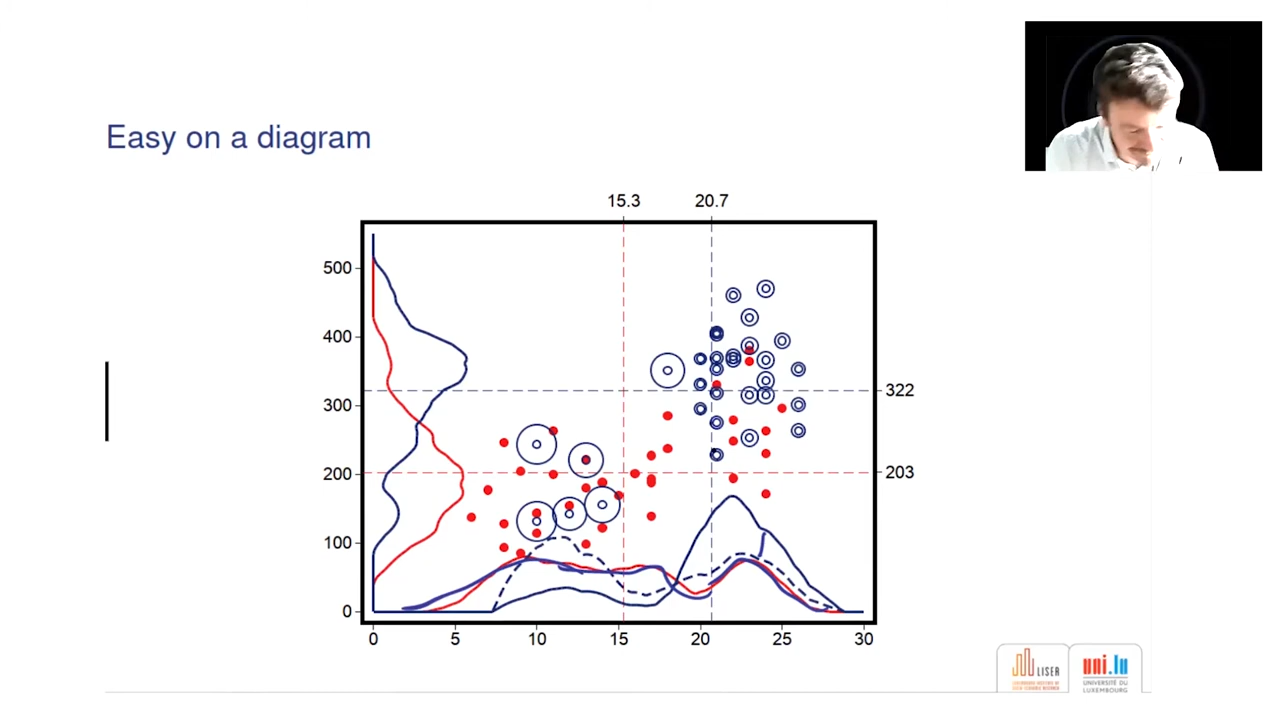 Easy on a diagram
15.3 20.7
500
400
322
300
203
200
100
0
0 5 10 15 20 25 30
LISER
uni.lu
UNIVERSITÉ DU
LUXEMBOURG